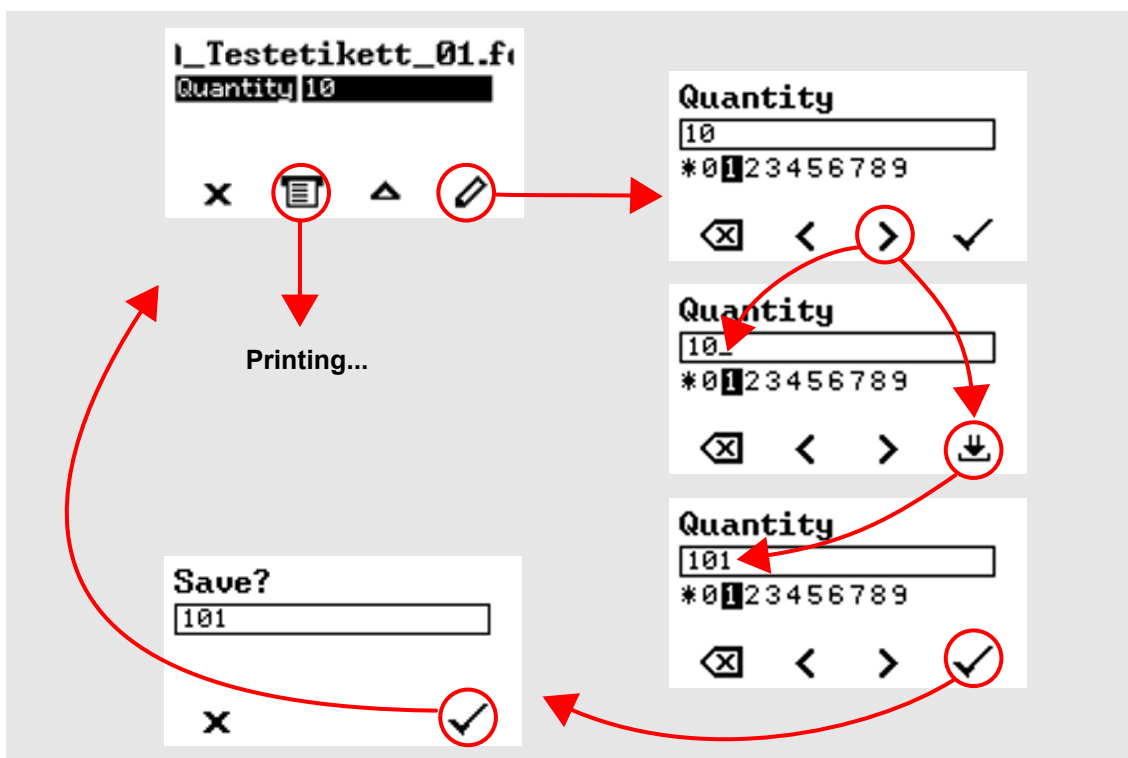 _Testetikett_01.f
Quantity 10
Printing...
Quantity
10
*0123456789
Quantity
10_
*0123456789
Quantity
101
*0123456789
Save?
101